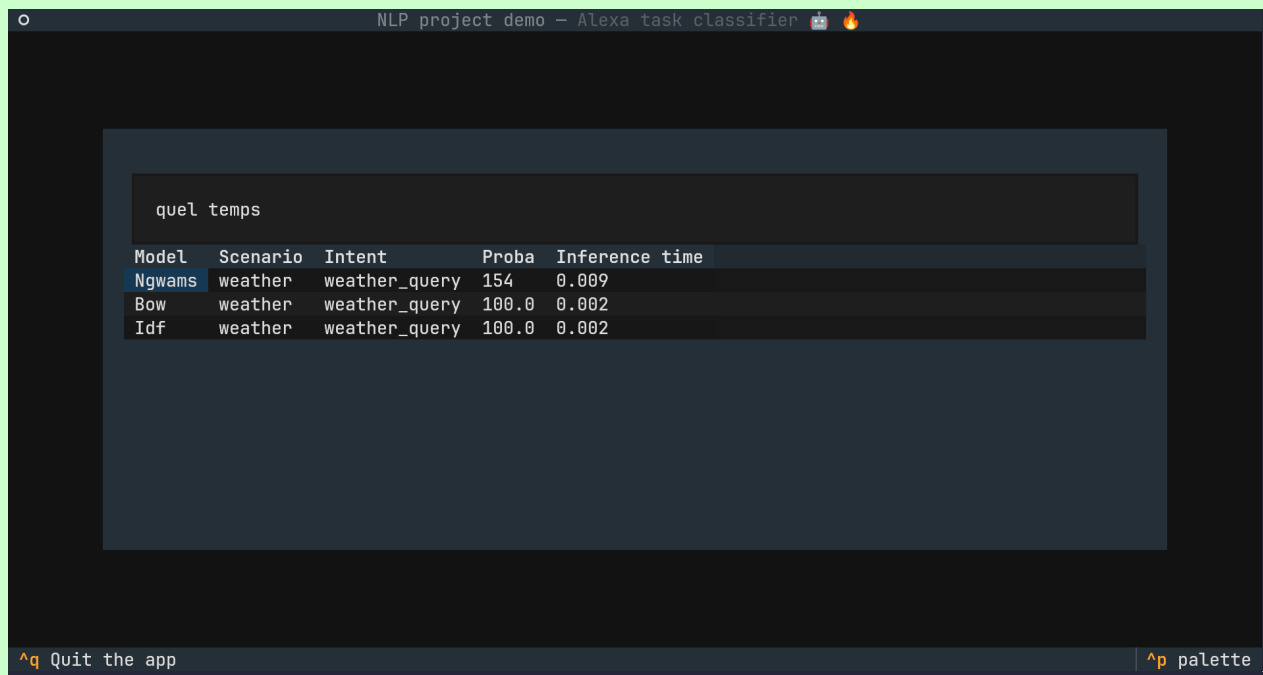 NLP project demo — Alexa task classifier 🤖 🔥
quel temps
Model Scenario Intent Proba Inference time
Ngwams weather weather_query 154 0.009
Bow weather weather_query 100.0 0.002
Idf weather weather_query 100.0 0.002
^q Quit the app ^p palette